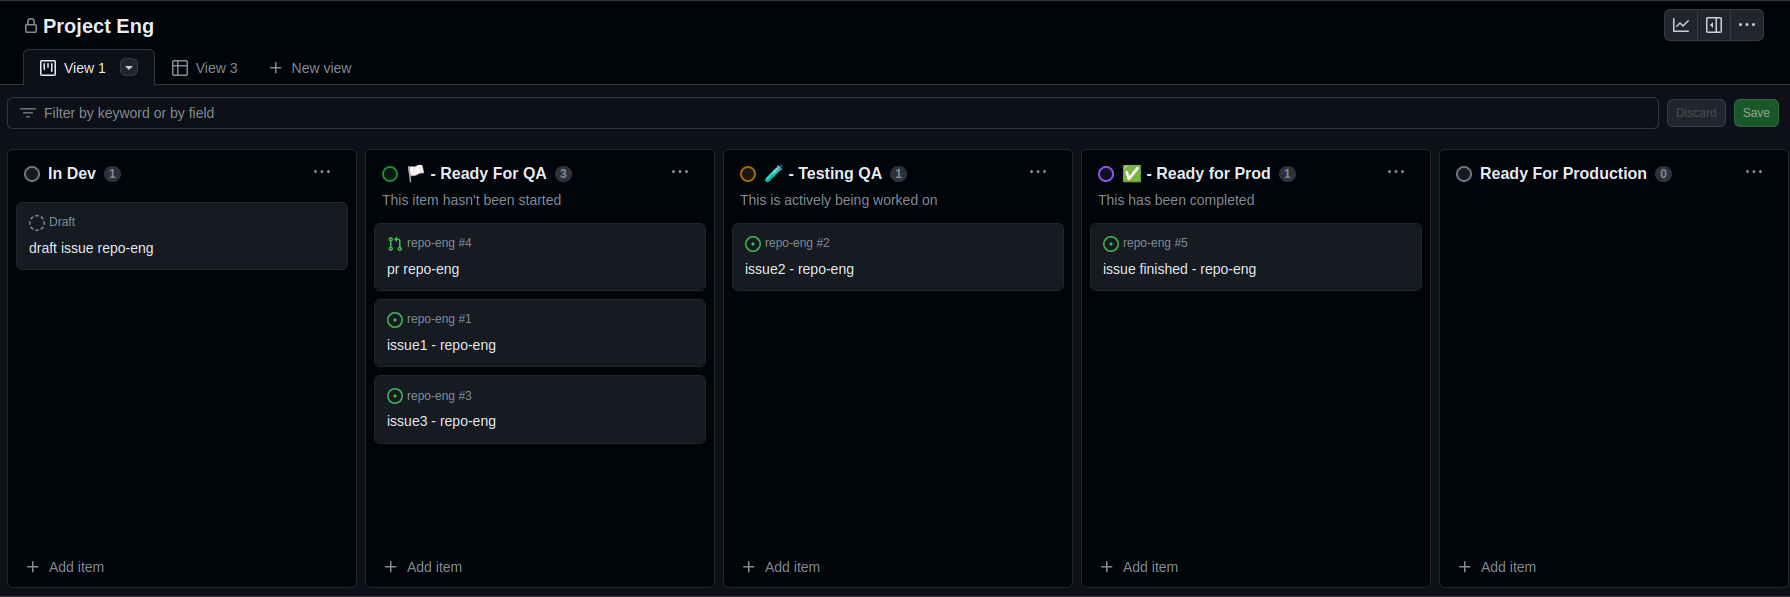 Project Eng
View 1
View 3
New view
Filter by keyword or by field
Discard
Save
In Dev 1
Draft
draft issue repo-eng
Add item
🏳️ - Ready For QA 3
This item hasn't been started
repo-eng #4
pr repo-eng
repo-eng #1
issue1 - repo-eng
repo-eng #3
issue3 - repo-eng
Add item
🧪 - Testing QA 1
This is actively being worked on
repo-eng #2
issue2 - repo-eng
Add item
✅ - Ready for Prod 1
This has been completed
repo-eng #5
issue finished - repo-eng
Add item
Ready For Production 0
Add item